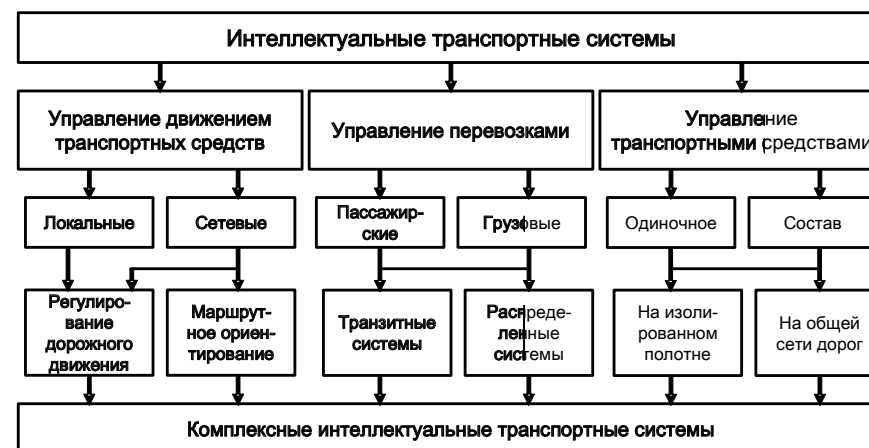 Интеллектуальные транспортные системы
Управление движением
транспортных средств
Управление перевозками
Управление
транспортными средствами
Локальные
Сетевые
Пассажир-
ские
Грузовые
Одиночное
Состав
Регулиро-
вание
дорожного
движения
Маршрут-
ное ориен-
тирование
Транзитные
системы
Распреде-
ленные
системы
На изоли-
рованном
полотне
На общей
сети дорог
Комплексные интеллектуальные транспортные системы